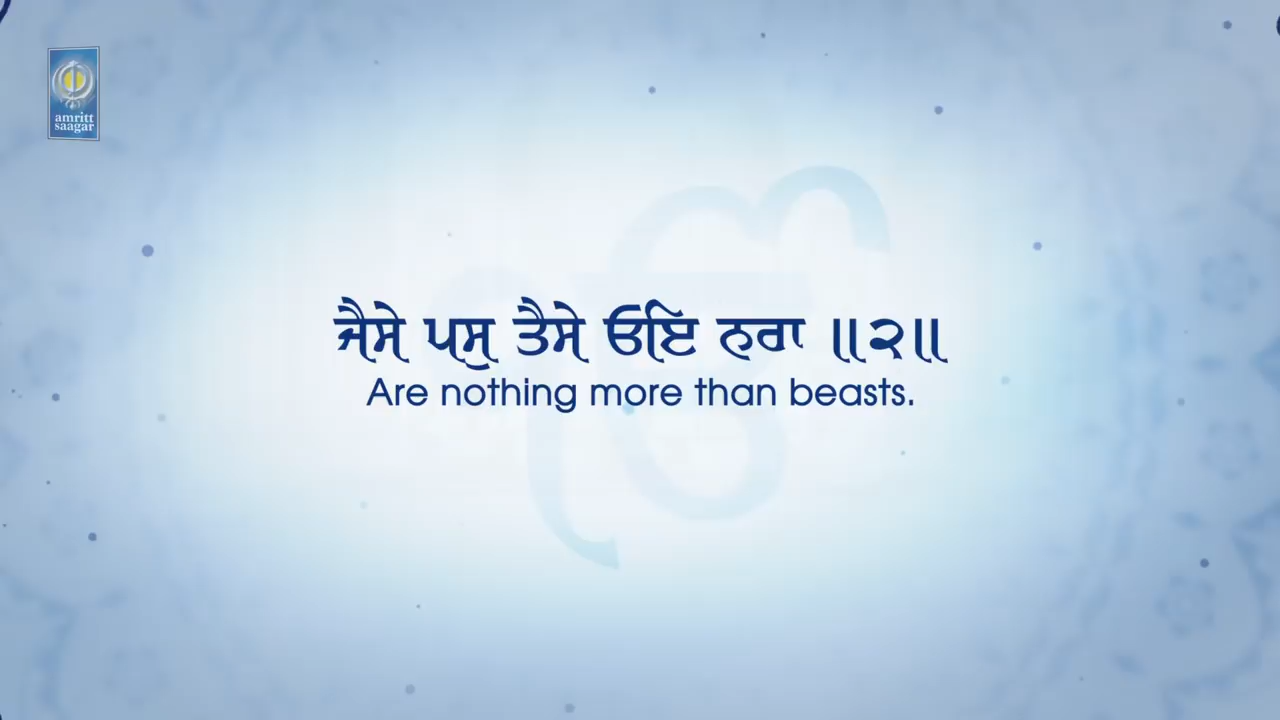 amritt
saagar
ਜੈਸੇ ਪਸੁ ਤੈਸੇ ਓਇ ਨਰਾ ॥੨॥
Are nothing more than beasts.